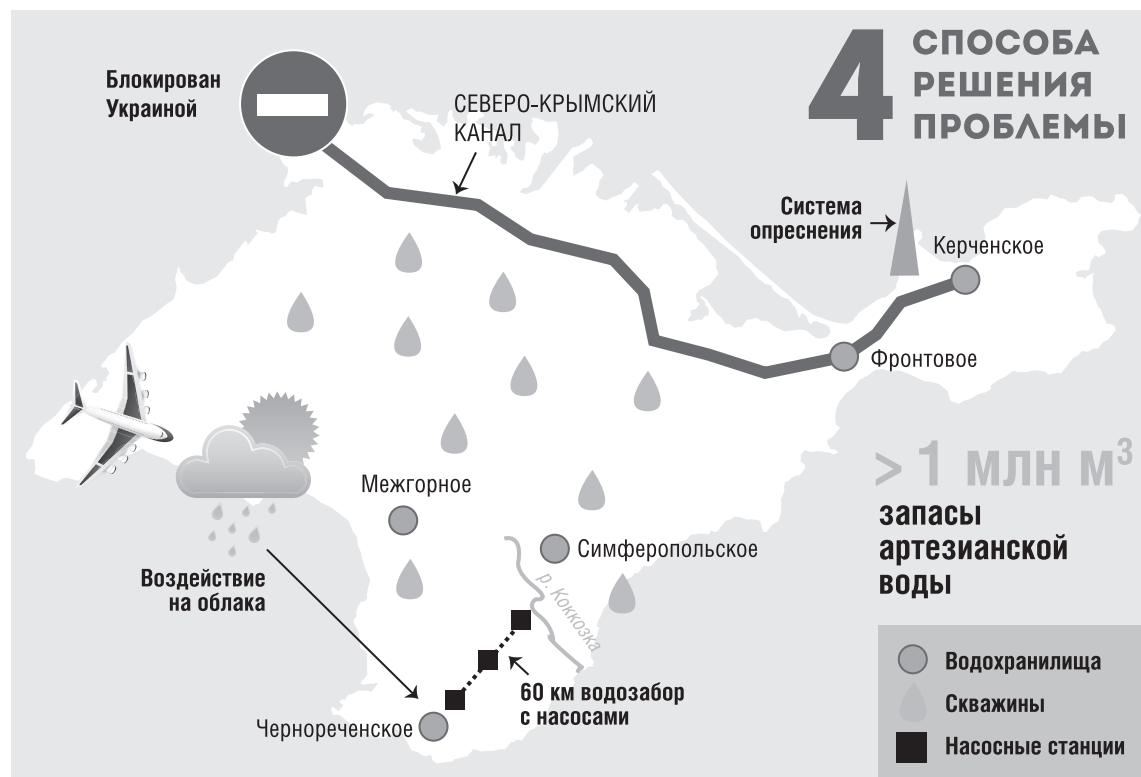 4 СПОСОБА
РЕШЕНИЯ
ПРОБЛЕМЫ
Блокирован
Украиной
СЕВЕРО-КРЫМСКИЙ
КАНАЛ
Система
опреснения
Керченское
Фронтовое
> 1 млн м³
запасы
артезианской
воды
Межгорное
Симферопольское
Воздействие
на облака
р. Коккозка
60 км водозабор
с насосами
Чернореченское
Водохранилища
Скважины
Насосные станции